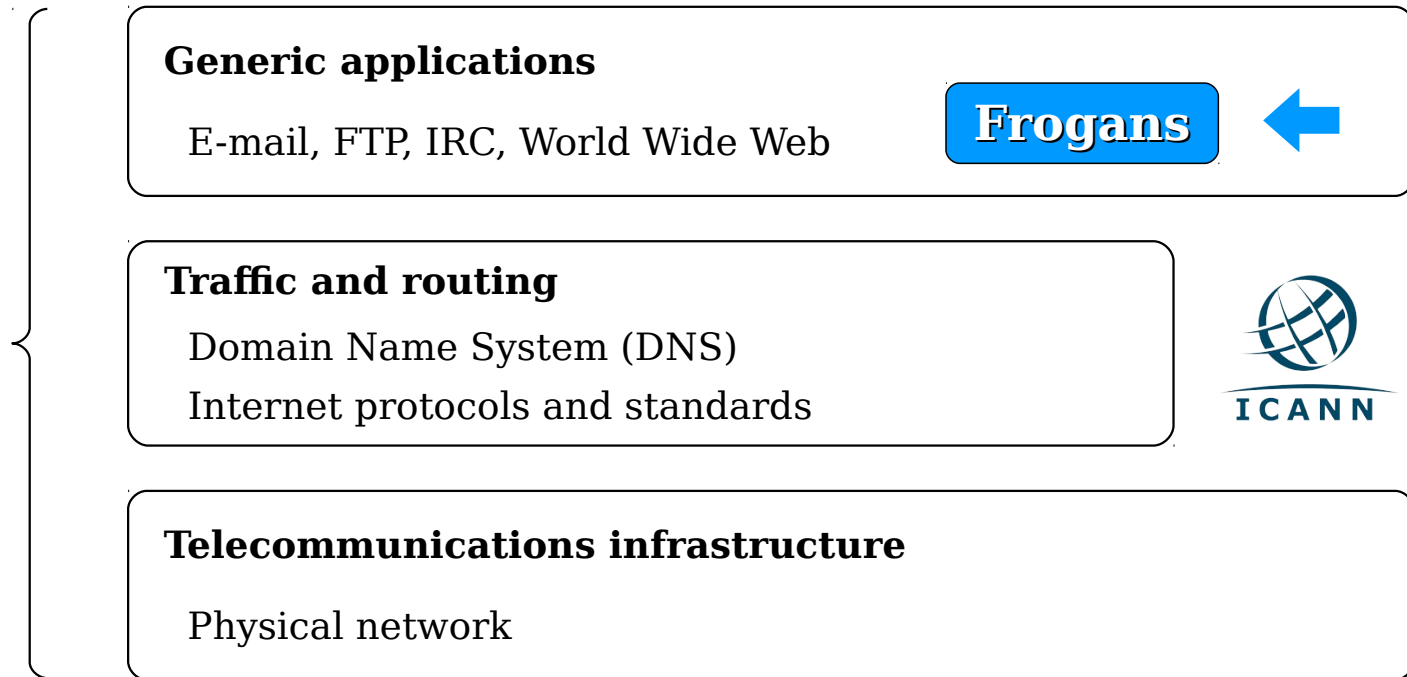 Generic applications
E-mail, FTP, IRC, World Wide Web
Frogans
Traffic and routing
Domain Name System (DNS)
Internet protocols and standards
ICANN
Telecommunications infrastructure
Physical network